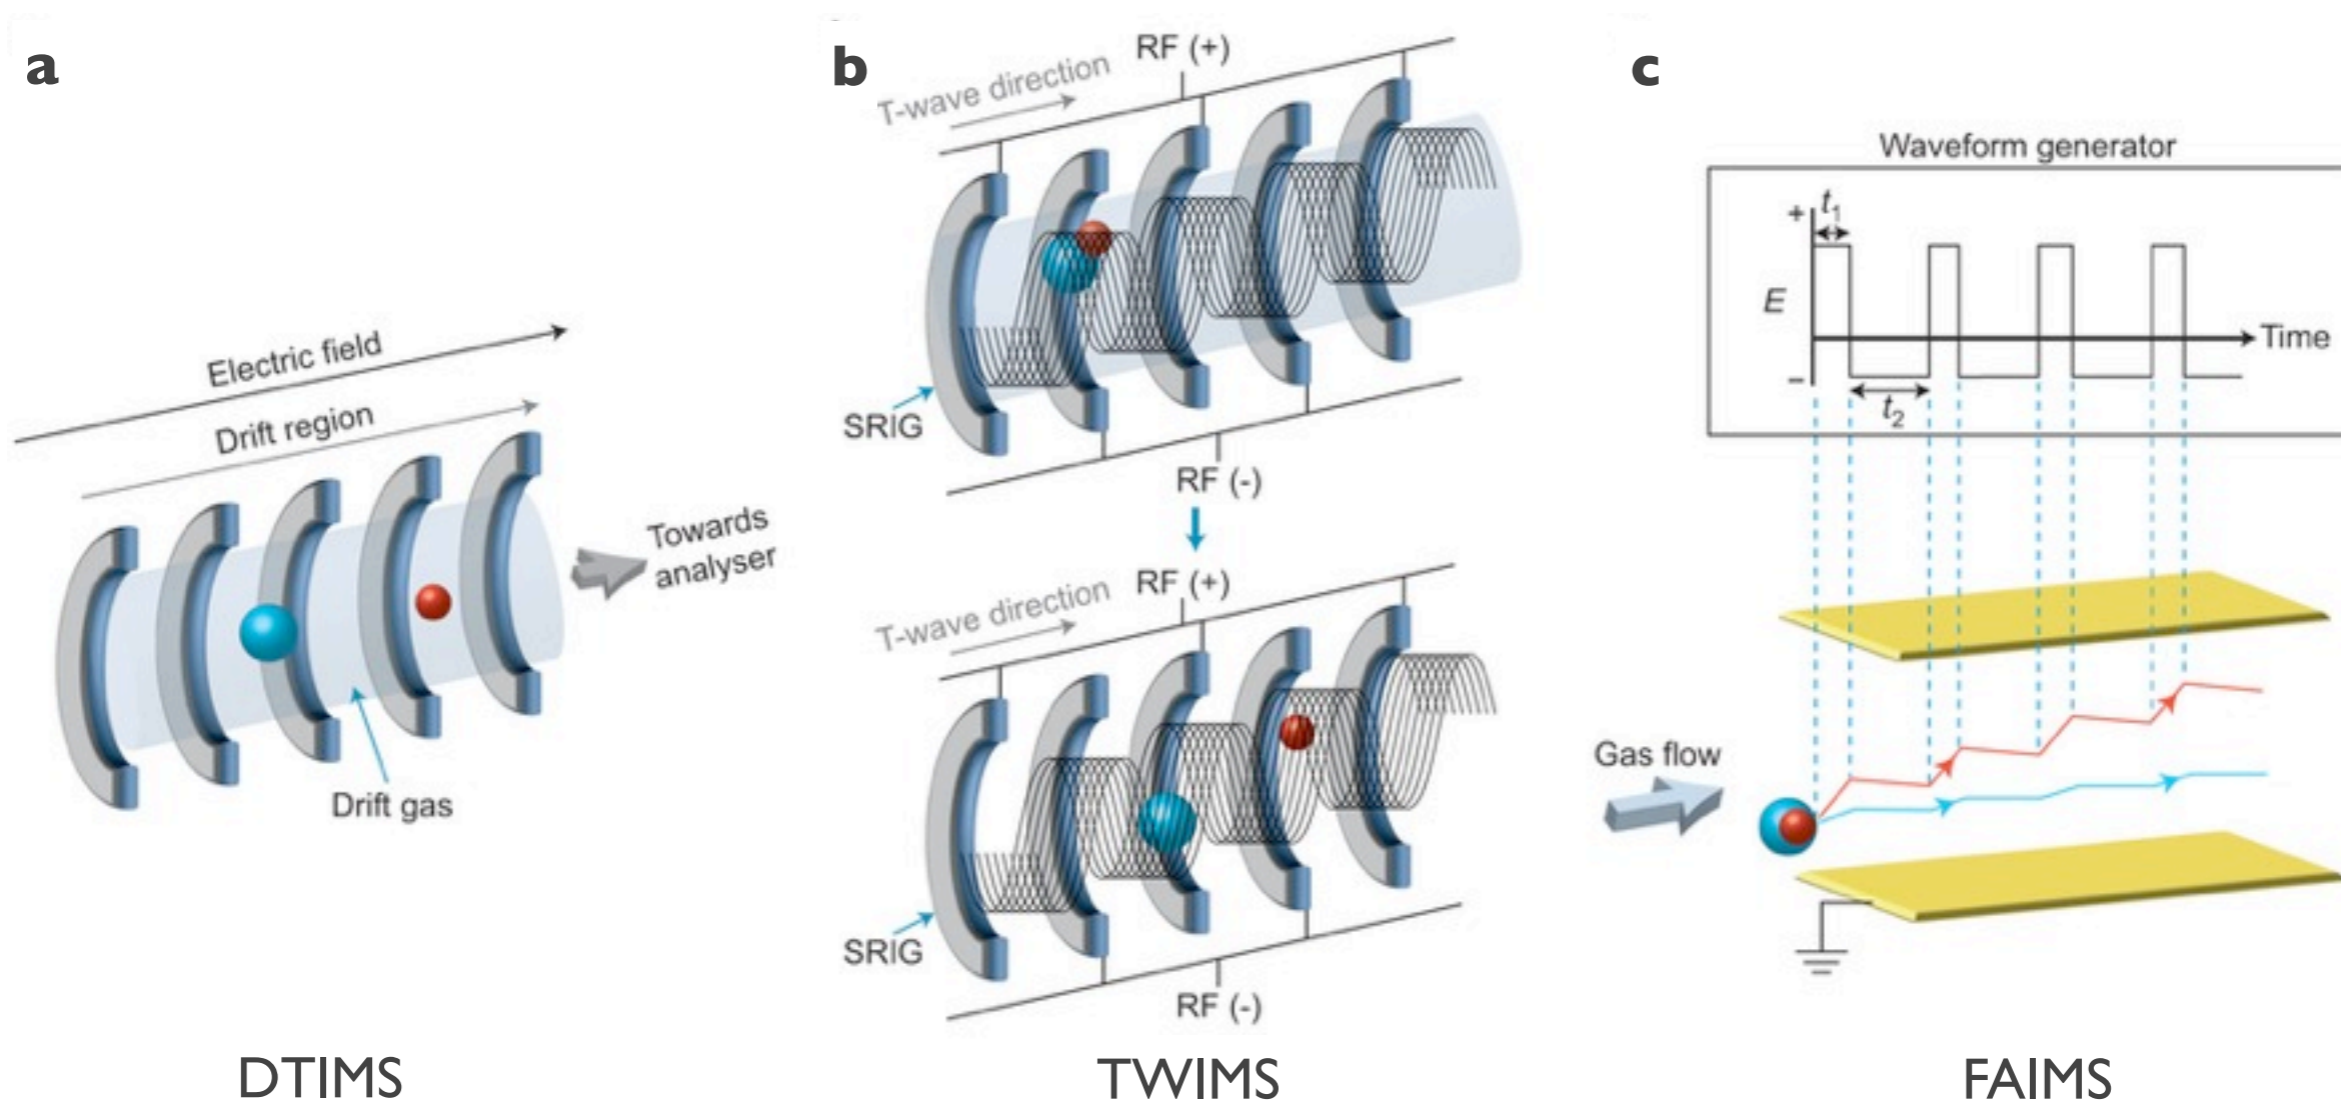 a
Electric field
Drift region
Drift gas
Towards
analyser
DTIMS
b
RF (+)
T-wave direction
SRIG
RF (-)
RF (+)
T-wave direction
SRIG
RF (-)
TWIMS
c
Waveform generator
+
t1
E
Time
−
t2
Gas flow
FAIMS